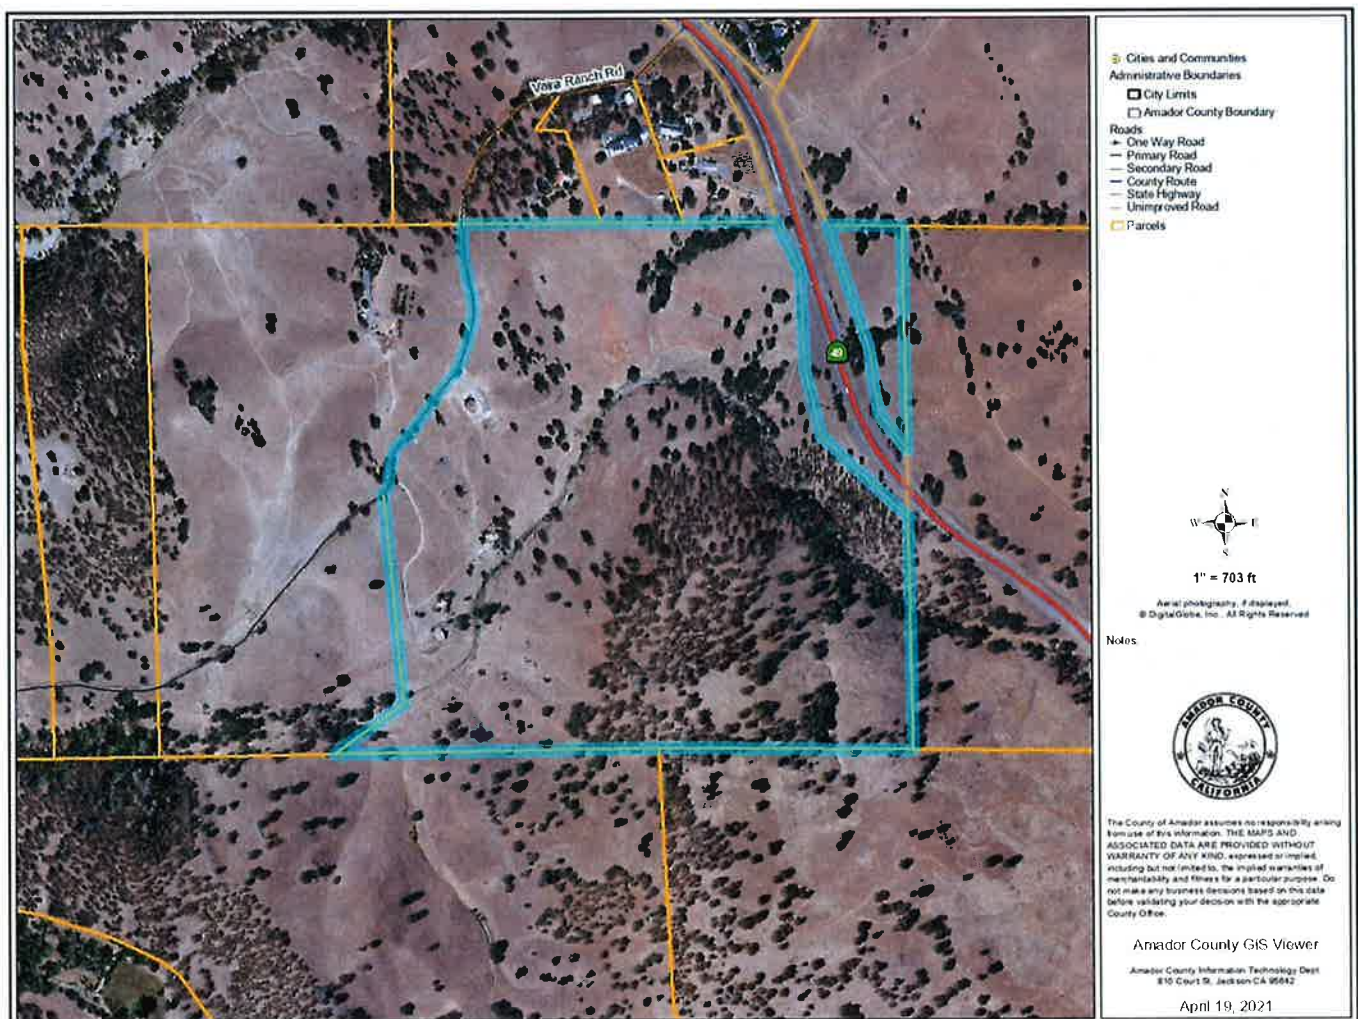 Vaira Ranch Rd
49
Cities and Communities
Administrative Boundaries
City Limits
Amador County Boundary
Roads
One Way Road
Primary Road
Secondary Road
County Route
State Highway
Unimproved Road
Parcels
N
W E
S
1" = 703 ft
Aerial photography, if displayed,
© DigitalGlobe, Inc., All Rights Reserved
Notes:
AMADOR COUNTY
CALIFORNIA
The County of Amador assumes no responsibility arising
from use of this information. THE MAPS AND
ASSOCIATED DATA ARE PROVIDED WITHOUT
WARRANTY OF ANY KIND, expressed or implied,
including but not limited to, the implied warranties of
merchantability and fitness for a particular purpose. Do
not make any business decisions based on this data
before validating your decision with the appropriate
County Office.
Amador County GIS Viewer
Amador County Information Technology Dept
810 Court St, Jackson CA 95642
April 19, 2021